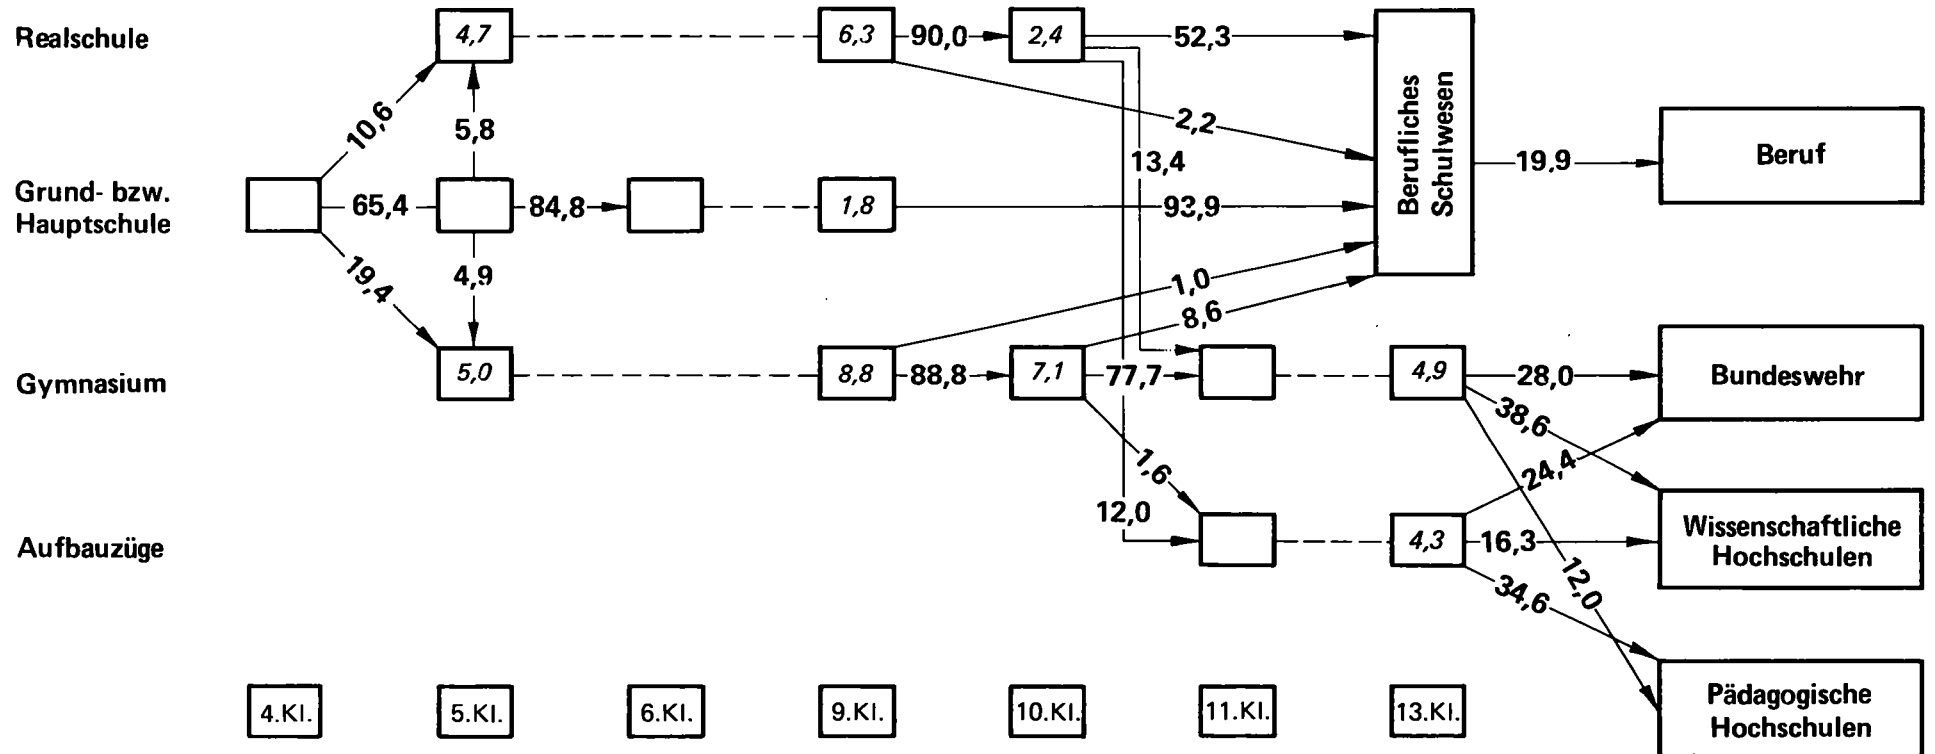 Realschule
4,7
6,3
90,0
2,4
52,3
10,6
5,8
2,2
13,4
Berufliches
Schulwesen
19,9
Beruf
Grund- bzw.
Hauptschule
65,4
84,8
1,8
93,9
19,4
4,9
1,0
8,6
Gymnasium
5,0
8,8
88,8
7,1
77,7
4,9
28,0
Bundeswehr
38,6
24,4
1,6
12,0
Aufbauzüge
4,3
16,3
Wissenschaftliche
Hochschulen
12,0
34,6
4.Kl.
5.Kl.
6.Kl.
9.Kl.
10.Kl.
11.Kl.
13.Kl.
Pädagogische
Hochschulen